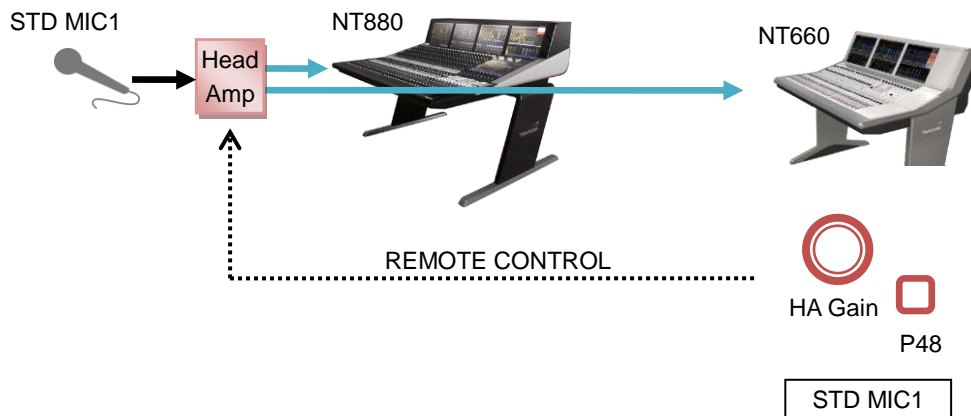 STD MIC1
Head
Amp
NT880
NT660
REMOTE CONTROL
HA Gain
P48
STD MIC1